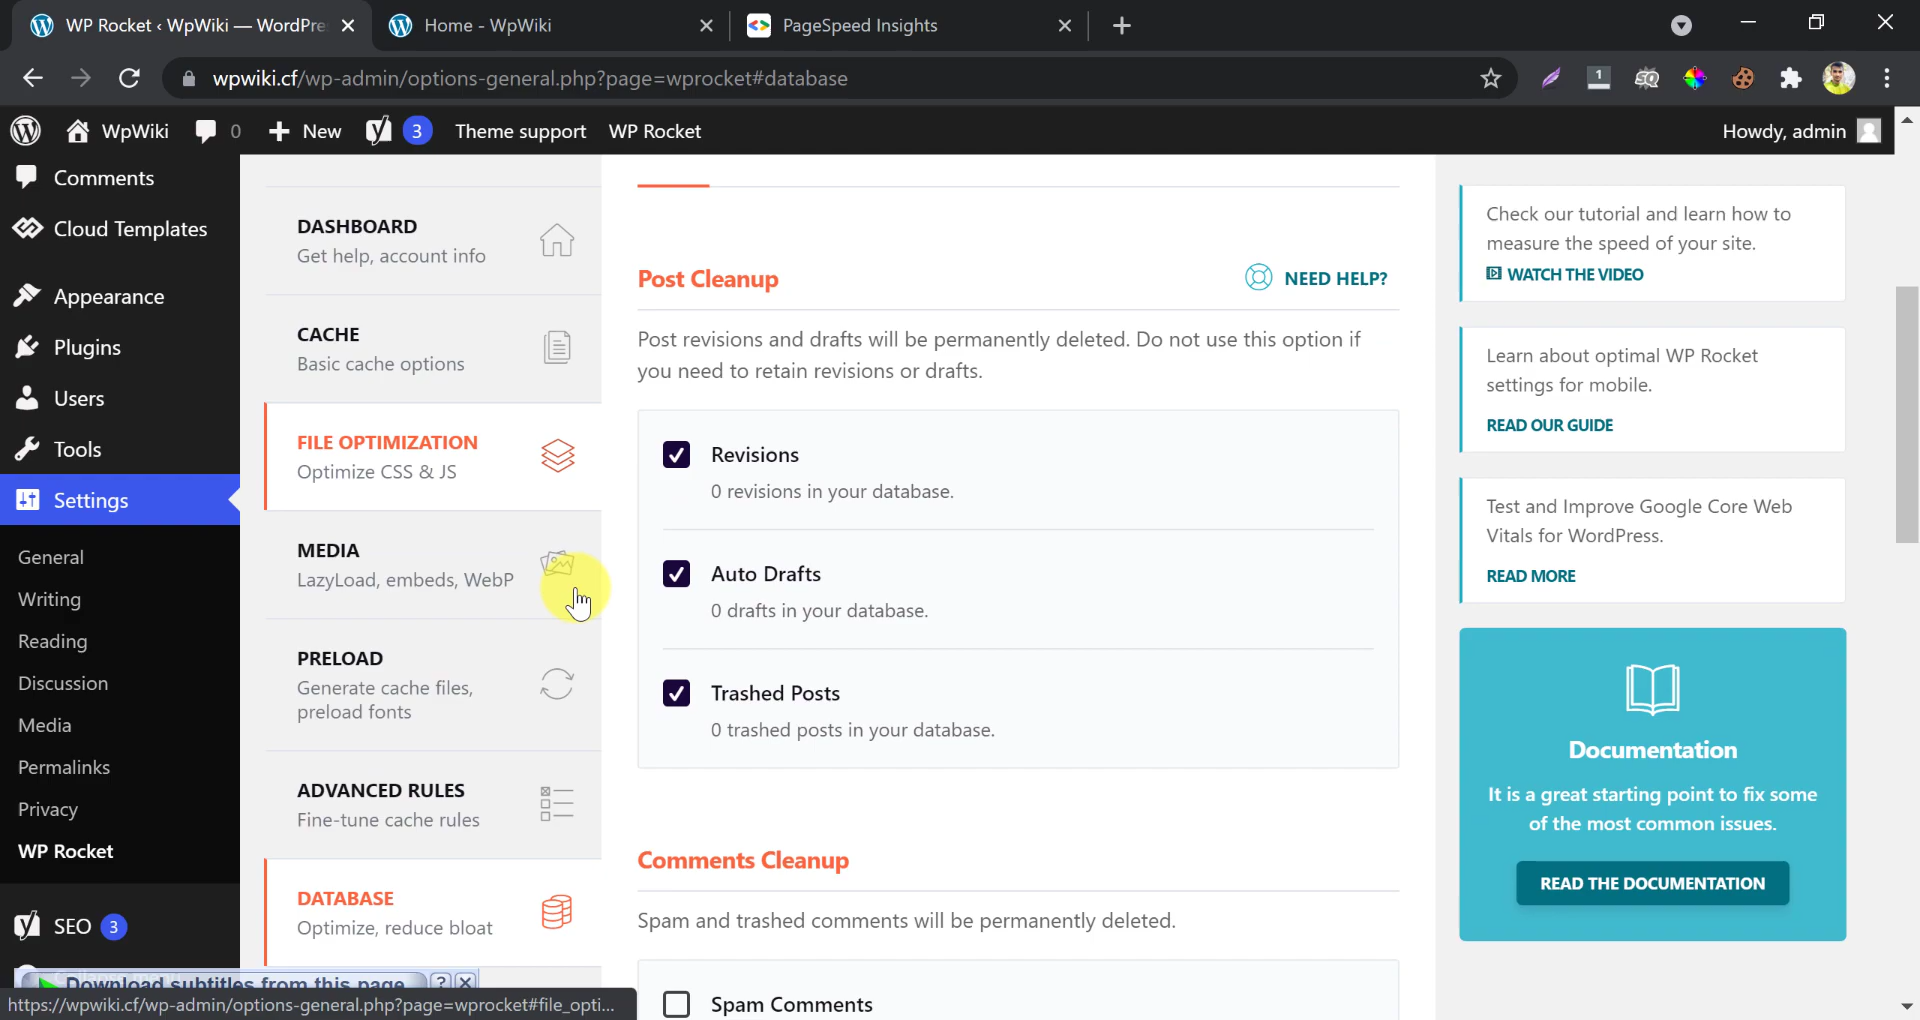 WP Rocket ‹ WpWiki — WordPre
Home - WpWiki
PageSpeed Insights
wpwiki.cf/wp-admin/options-general.php?page=wprocket#database
1
WpWiki
0
New
3
Theme support
WP Rocket
Howdy, admin
Comments
Cloud Templates
Appearance
Plugins
Users
Tools
Settings
General
Writing
Reading
Discussion
Media
Permalinks
Privacy
WP Rocket
SEO 3
Collapse menu
Download subtitles from this page
?
https://wpwiki.cf/wp-admin/options-general.php?page=wprocket#file_opti...
DASHBOARD
Get help, account info
CACHE
Basic cache options
FILE OPTIMIZATION
Optimize CSS & JS
MEDIA
LazyLoad, embeds, WebP
PRELOAD
Generate cache files,
preload fonts
ADVANCED RULES
Fine-tune cache rules
DATABASE
Optimize, reduce bloat
Post Cleanup
NEED HELP?
Post revisions and drafts will be permanently deleted. Do not use this option if
you need to retain revisions or drafts.
Revisions
0 revisions in your database.
Auto Drafts
0 drafts in your database.
Trashed Posts
0 trashed posts in your database.
Comments Cleanup
Spam and trashed comments will be permanently deleted.
Spam Comments
Check our tutorial and learn how to
measure the speed of your site.
WATCH THE VIDEO
Learn about optimal WP Rocket
settings for mobile.
READ OUR GUIDE
Test and Improve Google Core Web
Vitals for WordPress.
READ MORE
Documentation
It is a great starting point to fix some
of the most common issues.
READ THE DOCUMENTATION